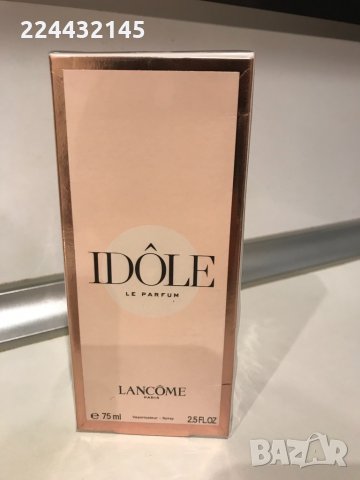 224432145
IDÔLE
LE PARFUM
LANCÔME
PARIS
e 75 ml Vaporisateur - Spray 2.5 FL.OZ
BAZAR